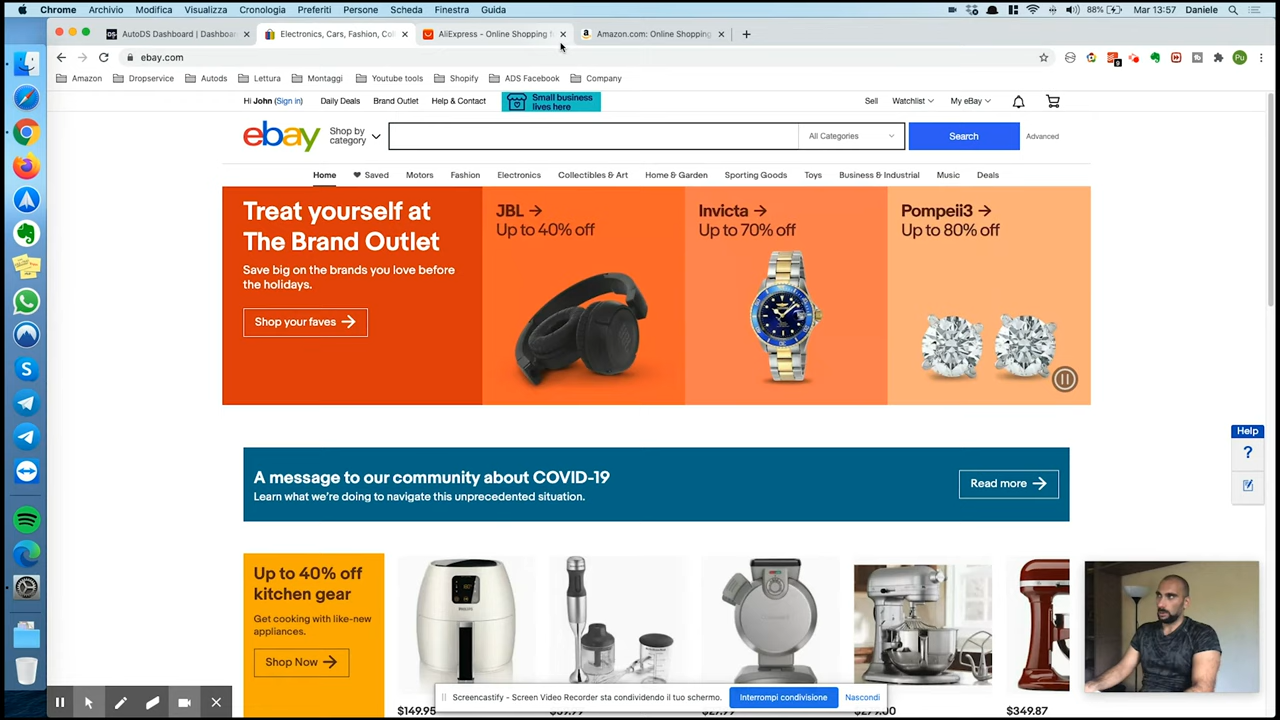 Chrome Archivio Modifica Visualizza Cronologia Preferiti Persone Scheda Finestra Guida
88% Mar 13:57 Daniele
AutoDS Dashboard | Dashboa
Electronics, Cars, Fashion, Co
AliExpress - Online Shopping f
Amazon.com: Online Shopping
ebay.com
Amazon Dropservice Autods Lettura Montaggi Youtube tools Shopify ADS Facebook Company
Hi John (Sign in) Daily Deals Brand Outlet Help & Contact
Small business
lives here
Sell Watchlist My eBay
ebay
Shop by
category
All Categories
Search
Advanced
Home Saved Motors Fashion Electronics Collectibles & Art Home & Garden Sporting Goods Toys Business & Industrial Music Deals
Treat yourself at
The Brand Outlet
Save big on the brands you love before
the holidays.
Shop your faves
JBL
Up to 40% off
Invicta
Up to 70% off
Pompeii3
Up to 80% off
Help
?
A message to our community about COVID-19
Learn what we're doing to navigate this unprecedented situation.
Read more
Up to 40% off
kitchen gear
Get cooking with like-new
appliances.
Shop Now
$149.95
$349.87
Screencastify - Screen Video Recorder sta condividendo il tuo schermo.
Interrompi condivisione
Nascondi